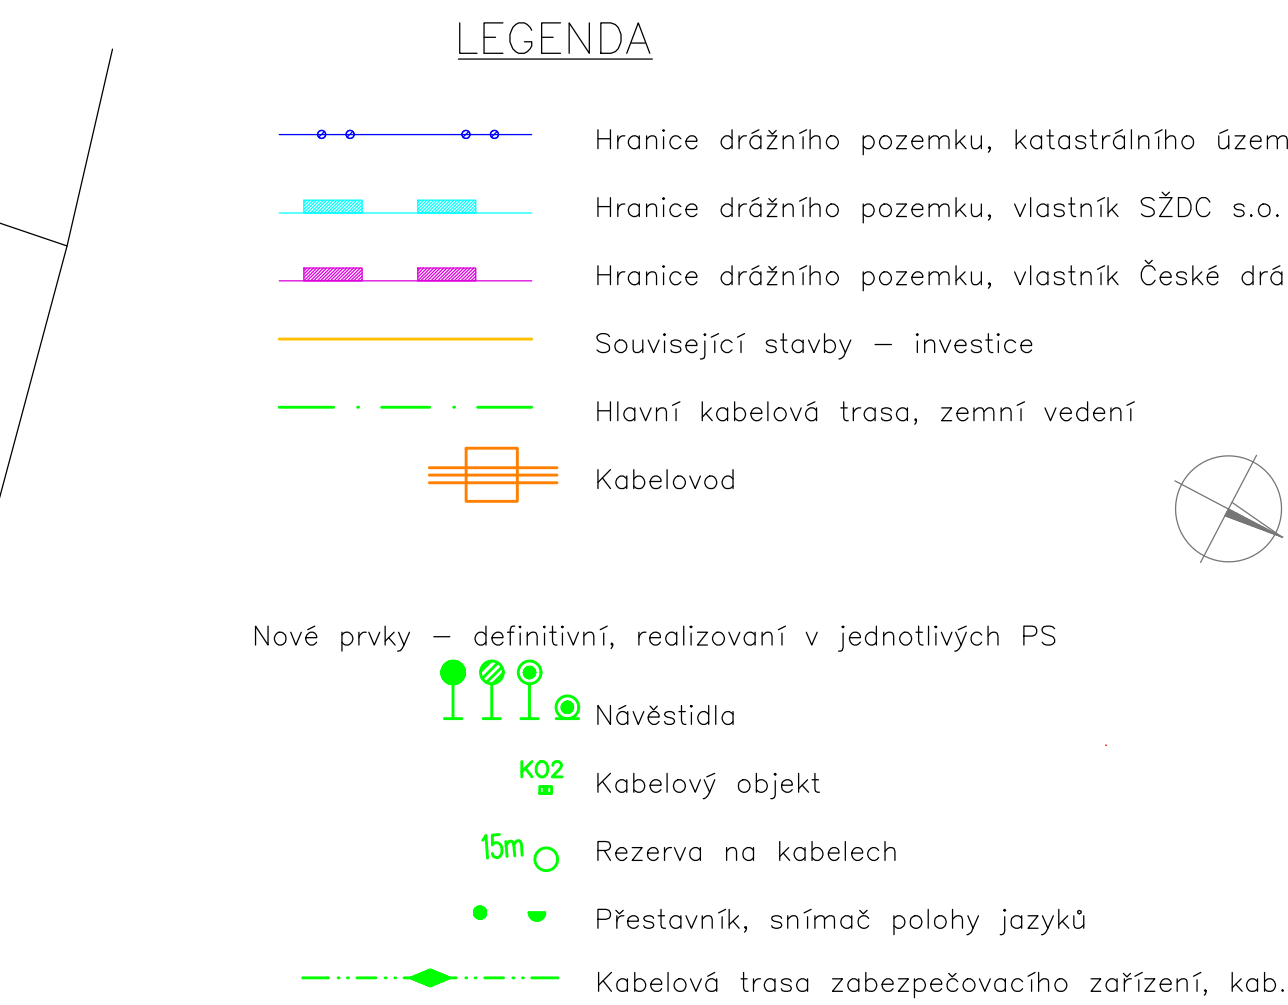 LEGENDA
Hranice drážního pozemku, katastrálního územ
Hranice drážního pozemku, vlastník SŽDC s.o.
Hranice drážního pozemku, vlastník České drá
Související stavby – investice
Hlavní kabelová trasa, zemní vedení
Kabelovod
Nové prvky – definitivní, realizovaní v jednotlivých PS
Návěstidla
KO2
Kabelový objekt
15m
Rezerva na kabelech
Přestavník, snímač polohy jazyků
Kabelová trasa zabezpečovacího zařízení, kab.